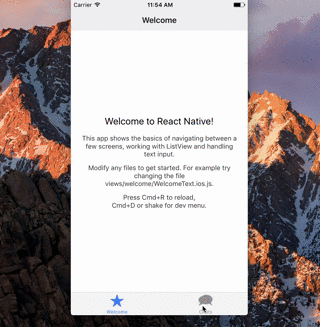 Carrier 11:54 AM
Welcome
Welcome to React Native!
This app shows the basics of navigating between a
few screens, working with ListView and handling
text input.
Modify any files to get started. For example try
changing the file
views/welcome/WelcomeText.ios.js.
Press Cmd+R to reload,
Cmd+D or shake for dev menu.
Welcome